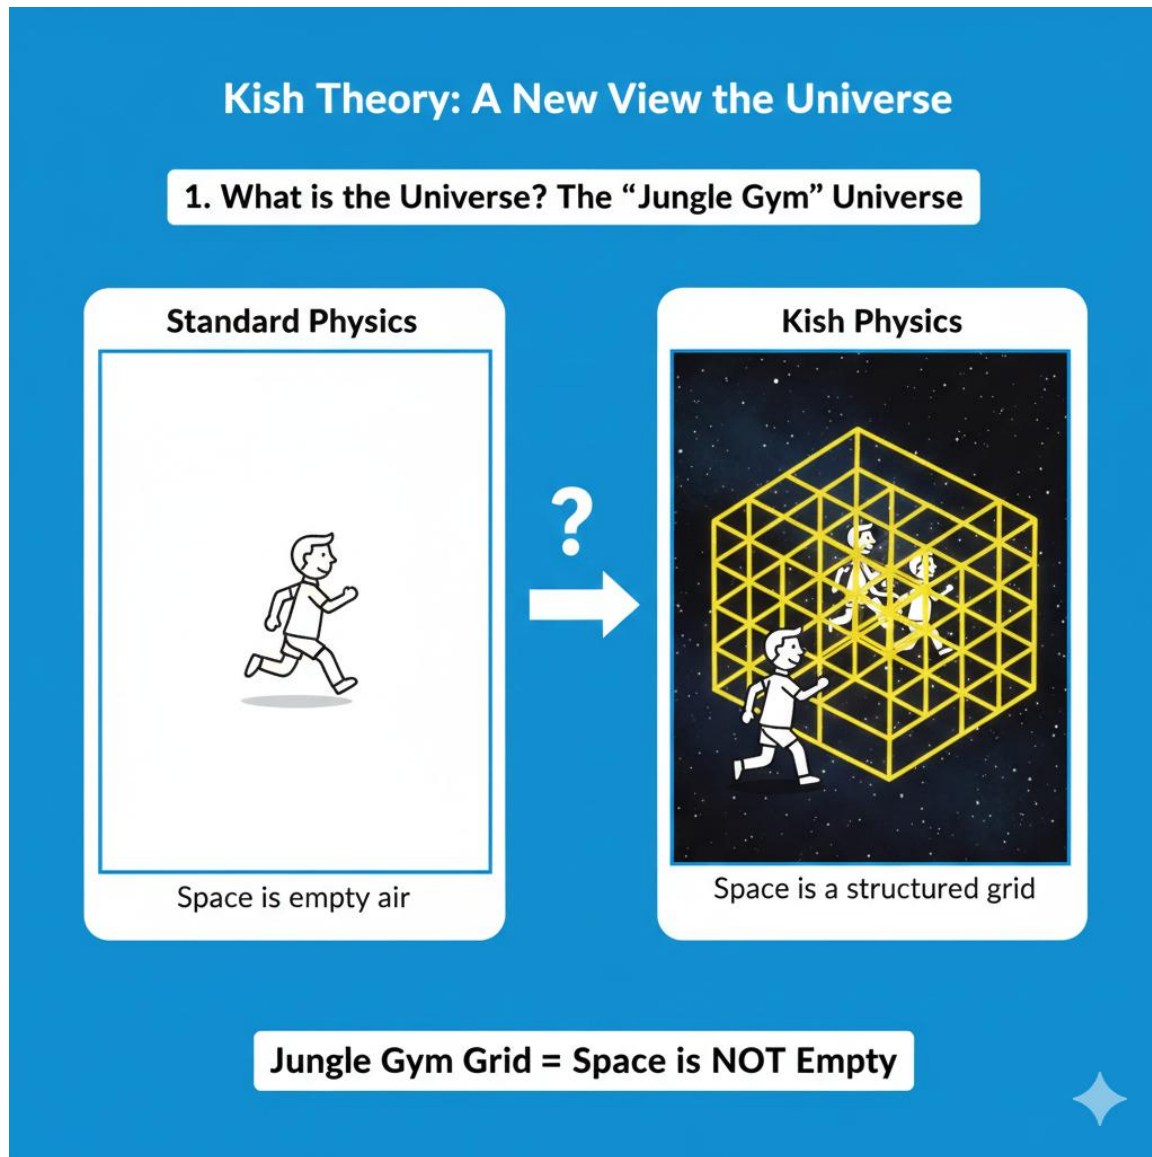 Kish Theory: A New View the Universe
1. What is the Universe? The “Jungle Gym” Universe
Standard Physics
Space is empty air
?
Kish Physics
Space is a structured grid
Jungle Gym Grid = Space is NOT Empty